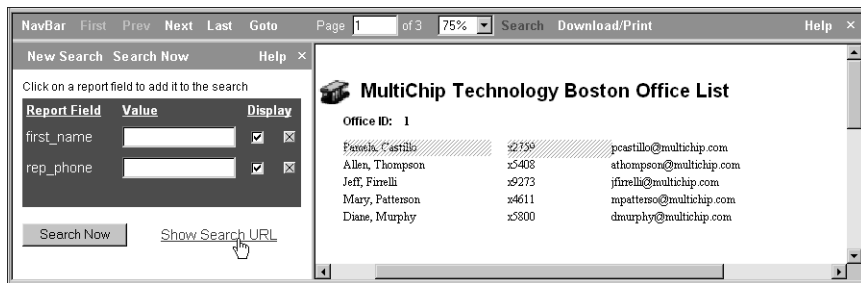 NavBar First Prev Next Last Goto Page 1 of 3 75% Search Download/Print Help ×
New Search Search Now Help ×
Click on a report field to add it to the search
Report Field Value Display
first_name
rep_phone
Search Now Show Search URL
MultiChip Technology Boston Office List
Office ID: 1
Pamela, Castillo x2759 pcastillo@multichip.com
Allen, Thompson x5408 athompson@multichip.com
Jeff, Firrelli x9273 jfirrelli@multichip.com
Mary, Patterson x4611 mpatterso@multichip.com
Diane, Murphy x5800 dmurphy@multichip.com